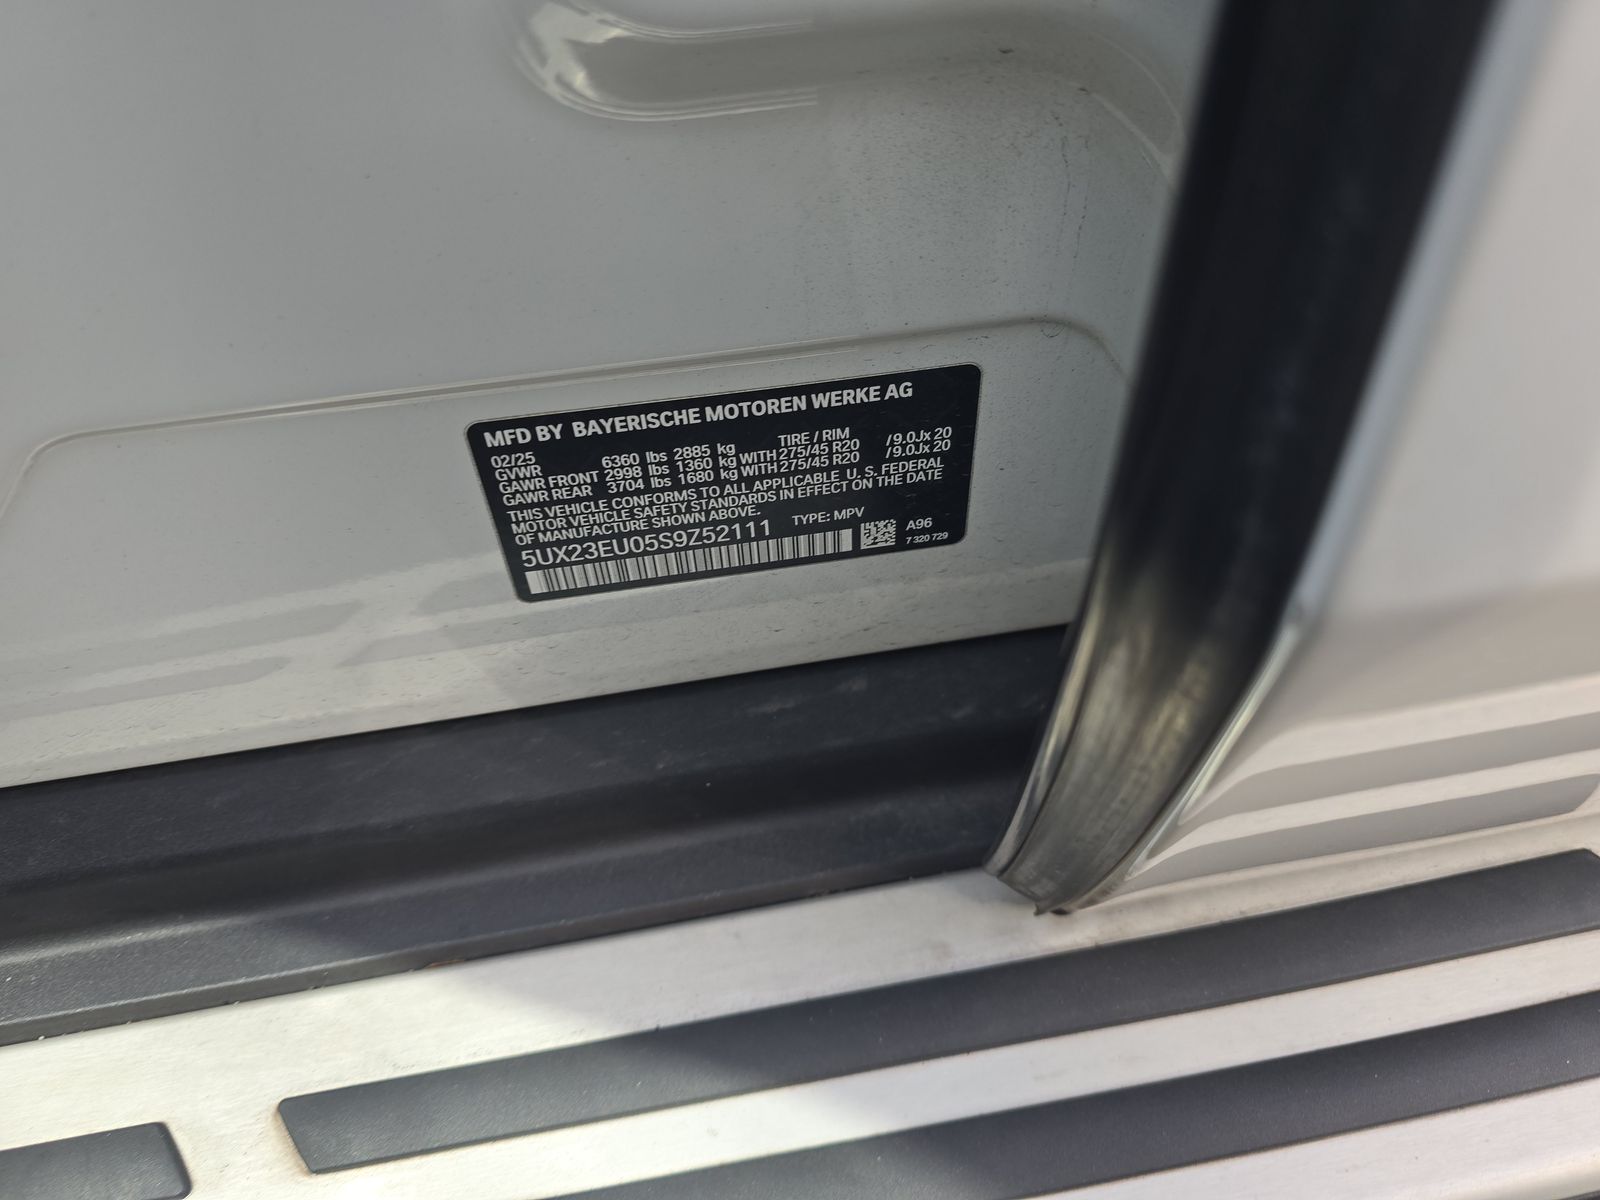 MFD BY BAYERISCHE MOTOREN WERKE AG
02/25 TIRE / RIM
GVWR 6360 lbs 2885 kg
GAWR FRONT 2998 lbs 1360 kg WITH 275/45 R20 /9.0Jx 20
GAWR REAR 3704 lbs 1680 kg WITH 275/45 R20 /9.0Jx 20
THIS VEHICLE CONFORMS TO ALL APPLICABLE U. S. FEDERAL
MOTOR VEHICLE SAFETY STANDARDS IN EFFECT ON THE DATE
OF MANUFACTURE SHOWN ABOVE.
5UX23EU05S9Z52111 TYPE: MPV
A96
7 320 729